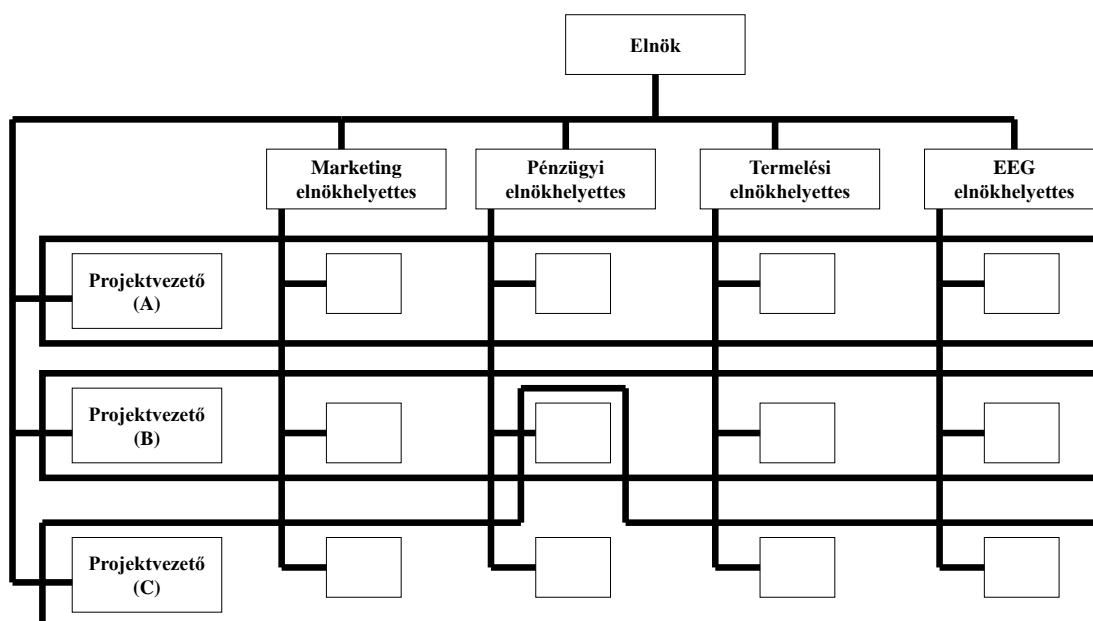 Elnök
Marketing
elnökhelyettes
Pénzügyi
elnökhelyettes
Termelési
elnökhelyettes
EEG
elnökhelyettes
Projektvezető
(A)
Projektvezető
(B)
Projektvezető
(C)